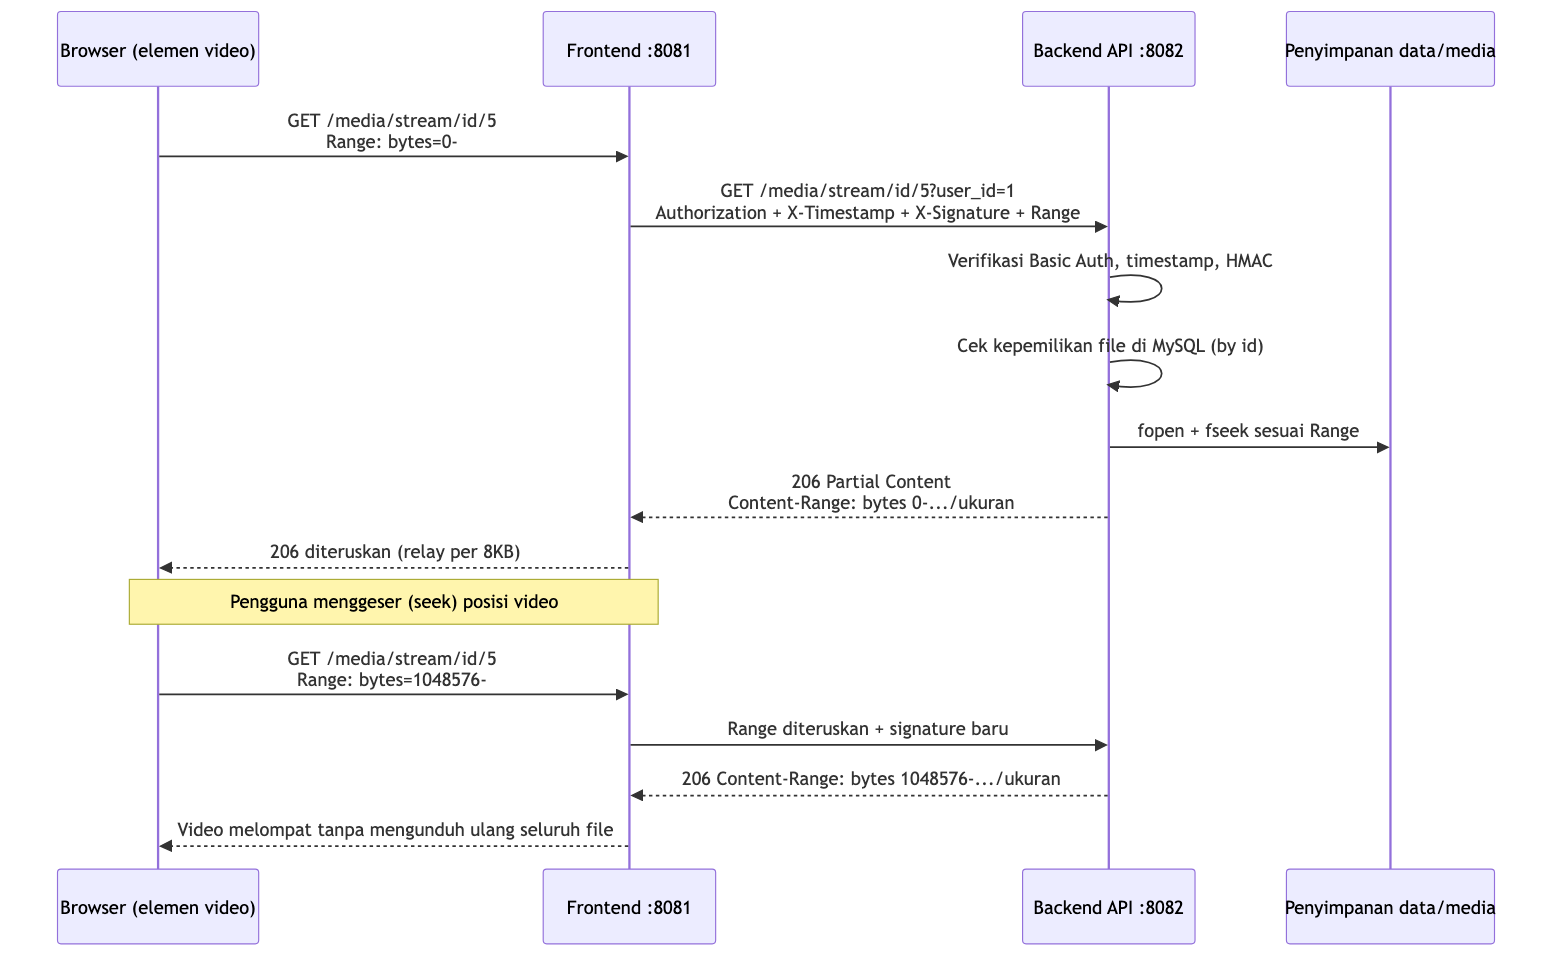 Browser (elemen video)
Frontend :8081
Backend API :8082
Penyimpanan data/media
GET /media/stream/id/5
Range: bytes=0-
GET /media/stream/id/5?user_id=1
Authorization + X-Timestamp + X-Signature + Range
Verifikasi Basic Auth, timestamp, HMAC
Cek kepemilikan file di MySQL (by id)
fopen + fseek sesuai Range
206 Partial Content
Content-Range: bytes 0-.../ukuran
206 diteruskan (relay per 8KB)
Pengguna menggeser (seek) posisi video
GET /media/stream/id/5
Range: bytes=1048576-
Range diteruskan + signature baru
206 Content-Range: bytes 1048576-.../ukuran
Video melompat tanpa mengunduh ulang seluruh file
Browser (elemen video)
Frontend :8081
Backend API :8082
Penyimpanan data/media